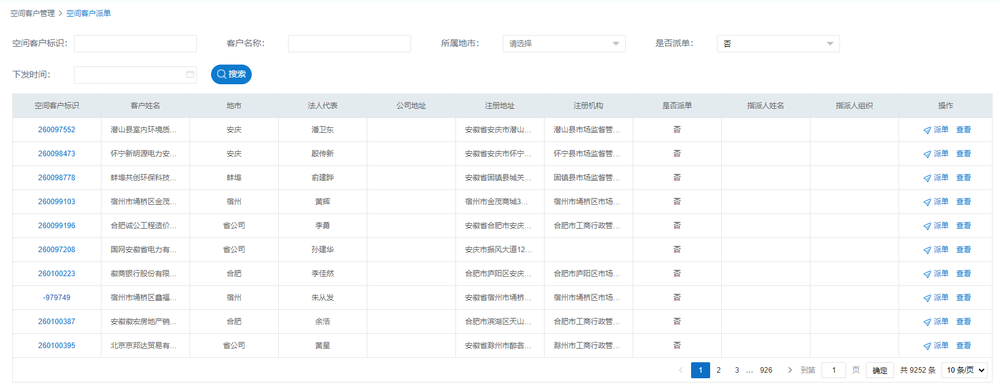 空间客户管理 > 空间客户派单
空间客户标识： 客户名称： 所属地市： 请选择 是否派单： 否
下发时间： 搜索
空间客户标识 客户姓名 地市 法人代表 公司地址 注册地址 注册机构 是否派单 指派人姓名 指派人组织 操作
260097552 潜山县室内环境质... 安庆 潘卫东 安徽省安庆市潜山... 潜山县市场监督管... 否 派单 查看
260098473 怀宁新明源电力安... 安庆 殷传新 安徽省安庆市怀宁... 怀宁县市场监督管... 否 派单 查看
260098778 蚌埠共创环保科技... 蚌埠 俞建晔 安徽省固镇县城关... 固镇县市场监督管... 否 派单 查看
260099103 宿州市埇桥区金茂... 宿州 黄辉 宿州市金茂商城3... 宿州市埇桥区市场... 否 派单 查看
260099196 合肥诚公工程造价... 省公司 李勇 安徽省合肥市安庆... 合肥市工商行政管... 否 派单 查看
260097208 国网安徽省电力有... 省公司 孙建华 安庆市振风大道12... 否 派单 查看
260100223 徽商银行股份有限... 合肥 李佳然 合肥市庐阳区安庆... 合肥市庐阳区市场... 否 派单 查看
-979749 宿州市埇桥区鑫福... 宿州 朱从发 安徽省宿州市埇桥... 宿州市埇桥区市场... 否 派单 查看
260100387 安徽徽宏房地产销... 合肥 余浩 合肥市滨湖区天山... 合肥市工商行政管... 否 派单 查看
260100395 北京京邦达贸易有... 省公司 黄星 安徽省滁州市醉翁... 滁州市工商行政管... 否 派单 查看
< 1 2 3 ... 926 > 到第 1 页 确定 共 9252 条 10 条/页